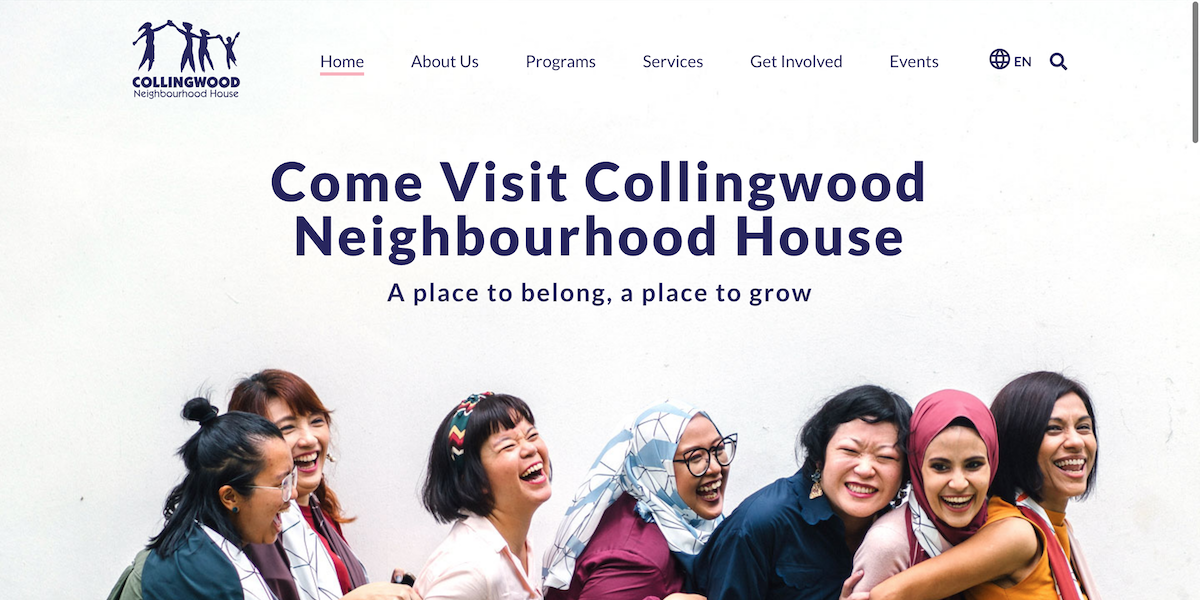 COLLINGWOOD
Neighbourhood House
Home About Us Programs Services Get Involved Events EN
Come Visit Collingwood
Neighbourhood House
A place to belong, a place to grow